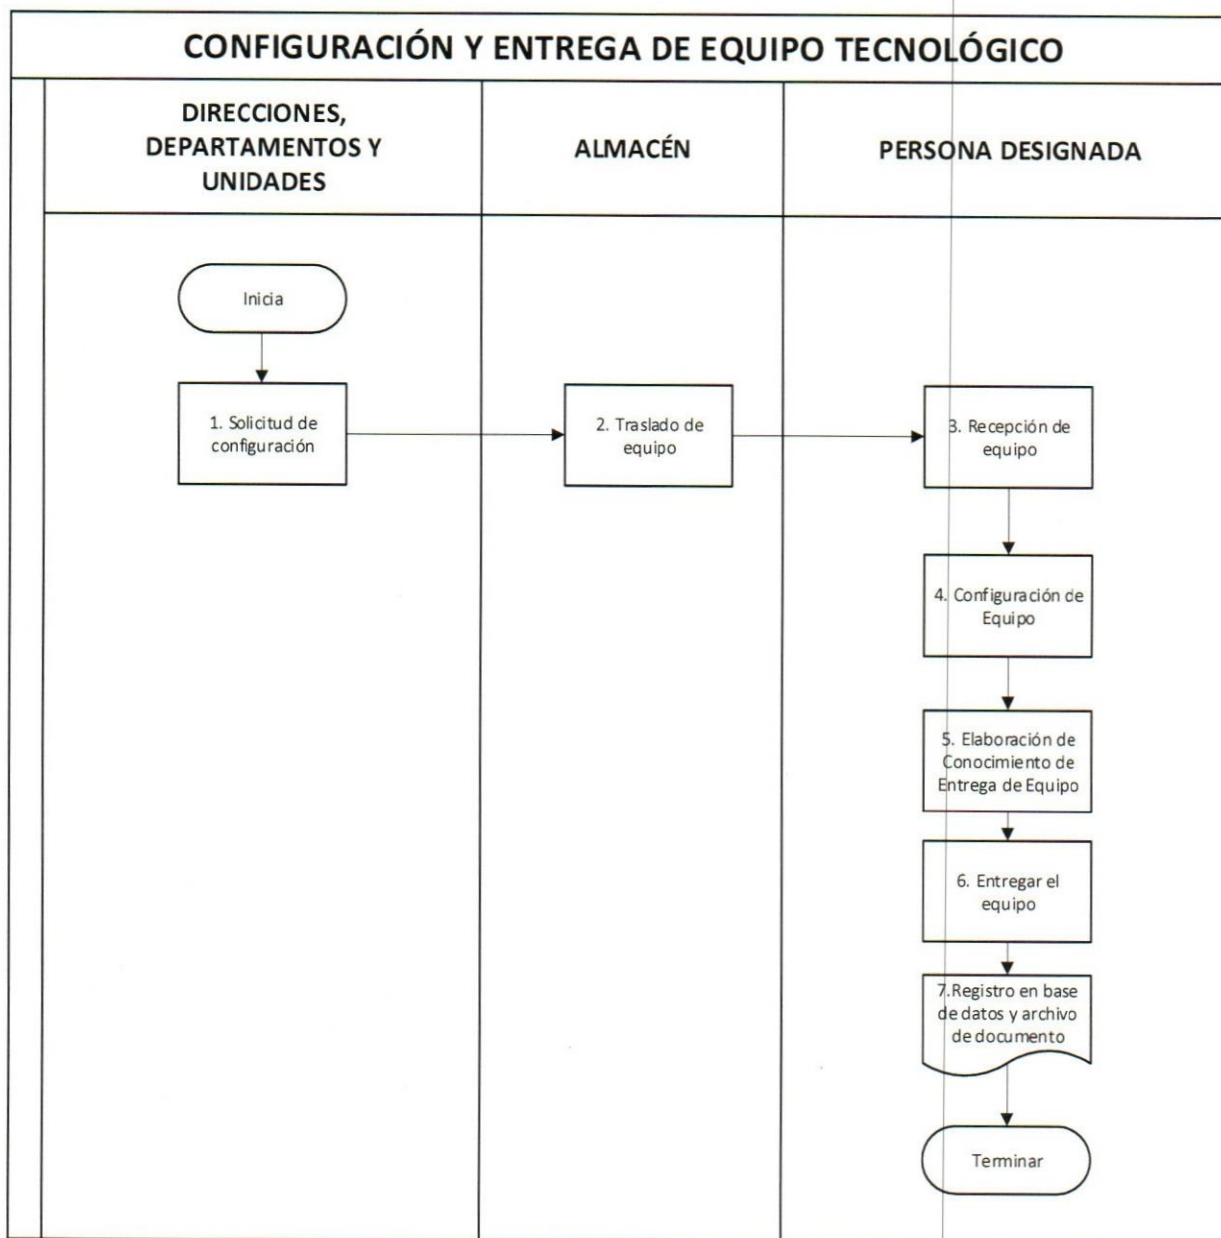 CONFIGURACIÓN Y ENTREGA DE EQUIPO TECNOLÓGICO
DIRECCIONES,
DEPARTAMENTOS Y
UNIDADES
ALMACÉN
PERSONA DESIGNADA
Inicia
1. Solicitud de
configuración
2. Traslado de
equipo
3. Recepción de
equipo
4. Configuración de
Equipo
5. Elaboración de
Conocimiento de
Entrega de Equipo
6. Entregar el
equipo
7.Registro en base
de datos y archivo
de documento
Terminar